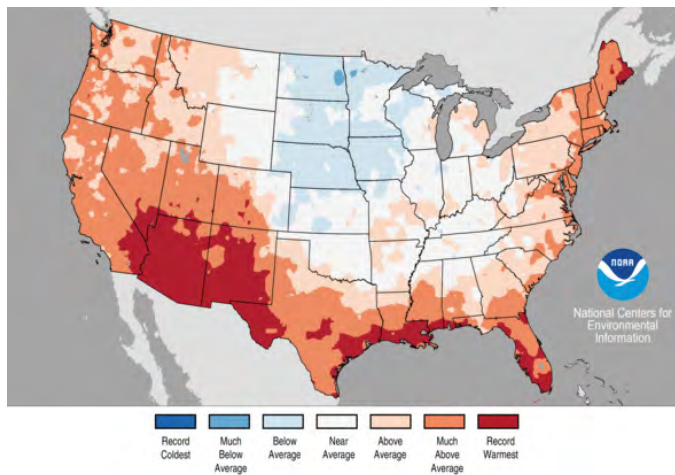 NOAA
National Centers for
Environmental
Information
Record
Coldest
Much
Below
Average
Below
Average
Near
Average
Above
Average
Much
Above
Average
Record
Warmest